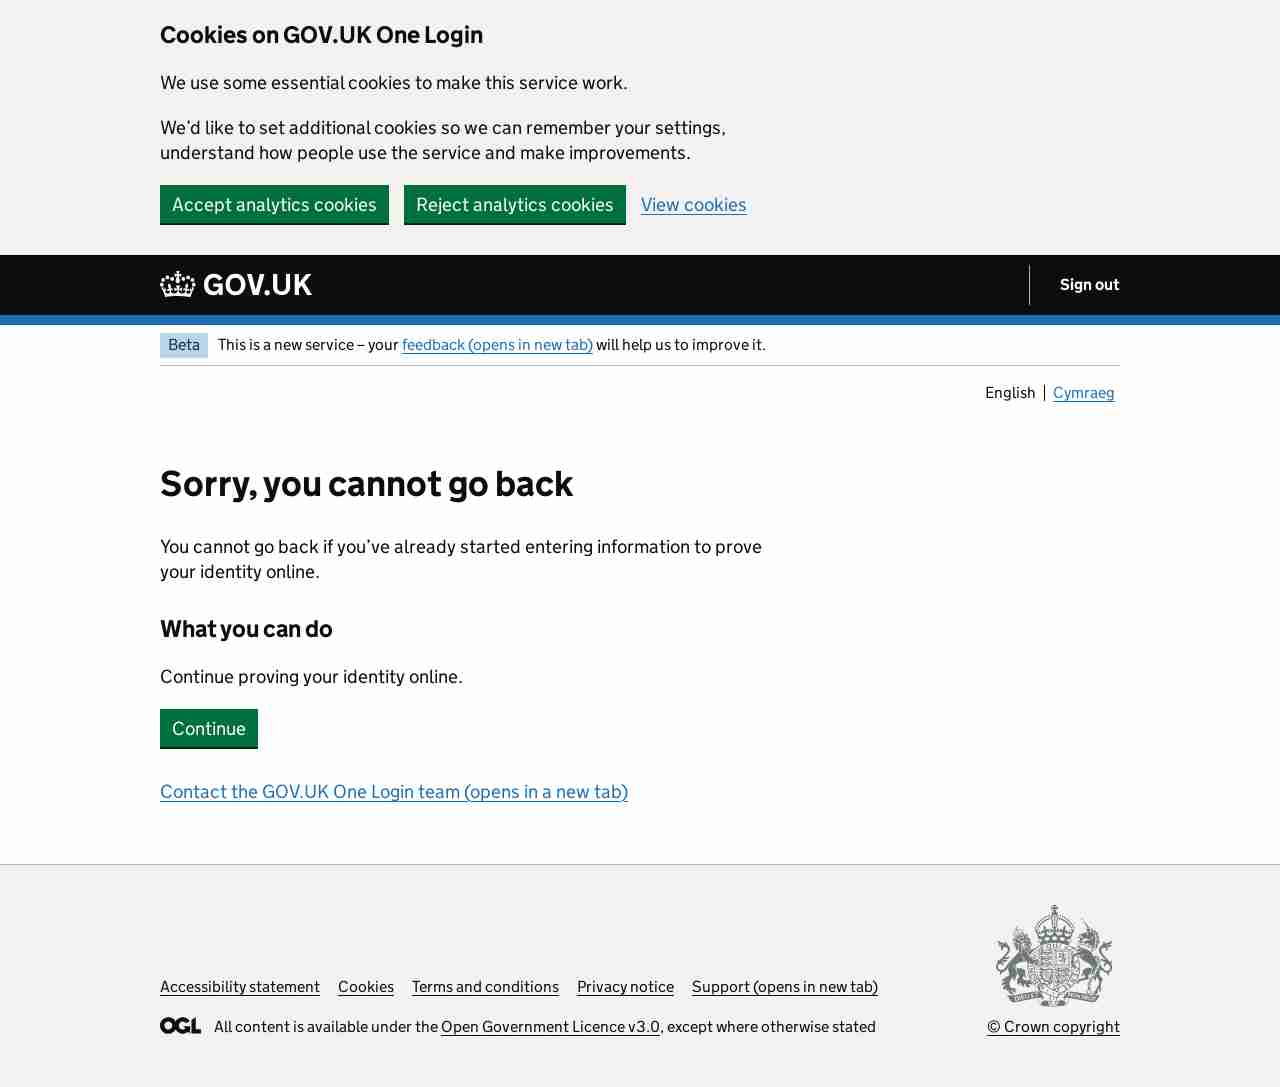 Cookies on GOV.UK One Login
We use some essential cookies to make this service work.
We’d like to set additional cookies so we can remember your settings,
understand how people use the service and make improvements.
Accept analytics cookies
Reject analytics cookies
View cookies
GOV.UK
Sign out
Beta
This is a new service – your feedback (opens in new tab) will help us to improve it.
English
Cymraeg
Sorry, you cannot go back
You cannot go back if you’ve already started entering information to prove
your identity online.
What you can do
Continue proving your identity online.
Continue
Contact the GOV.UK One Login team (opens in a new tab)
Accessibility statement
Cookies
Terms and conditions
Privacy notice
Support (opens in new tab)
OGL
All content is available under the Open Government Licence v3.0, except where otherwise stated
© Crown copyright